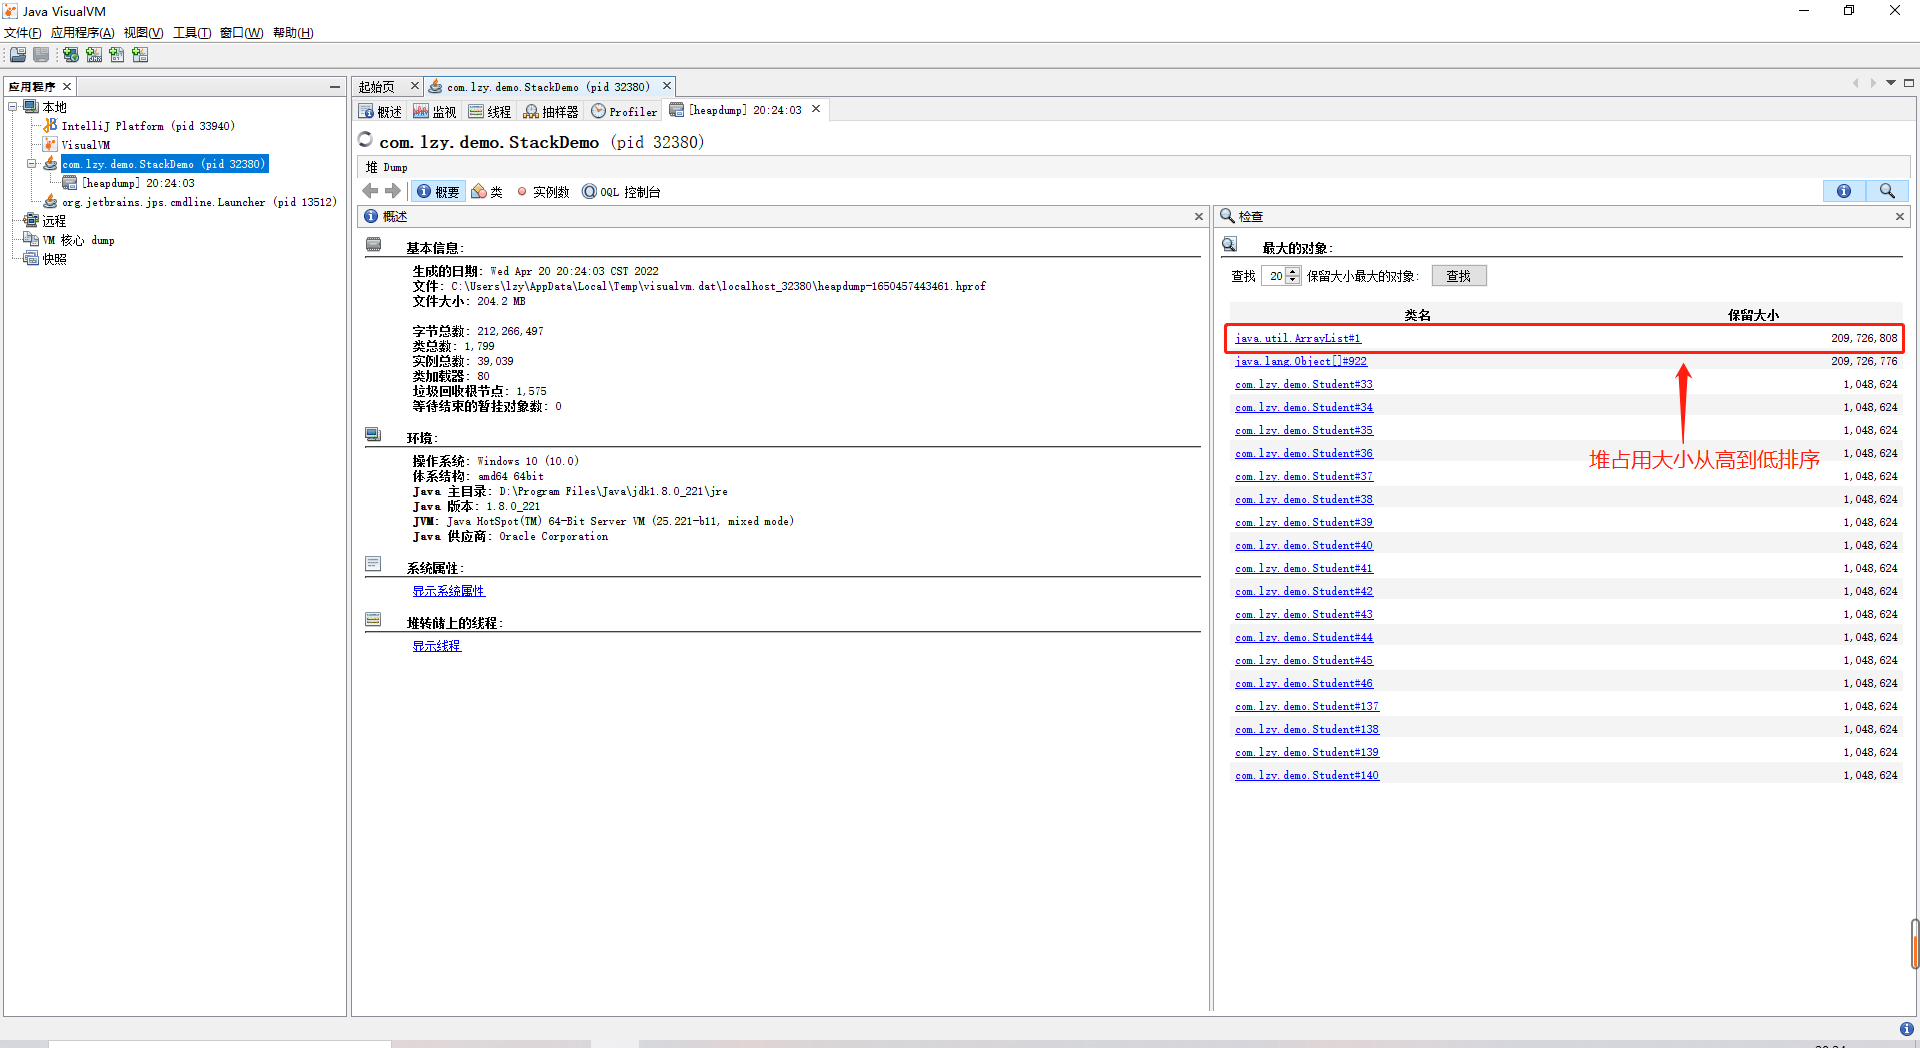 Java VisualVM
文件(F) 应用程序(A) 视图(V) 工具(T) 窗口(W) 帮助(H)
应用程序
本地
IntelliJ Platform (pid 33940)
VisualVM
com.lzy.demo.StackDemo (pid 32380)
[heapdump] 20:24:03
org.jetbrains.jps.cmdline.Launcher (pid 13512)
远程
VM 核心 dump
快照
起始页 com.lzy.demo.StackDemo (pid 32380)
概述 监视 线程 抽样器 Profiler [heapdump] 20:24:03
com.lzy.demo.StackDemo (pid 32380)
堆 Dump
概要 类 实例数 OQL 控制台
概述
基本信息:
生成的日期: Wed Apr 20 20:24:03 CST 2022
文件: C:\Users\lzy\AppData\Local\Temp\visualvm.dat\localhost_32380\heapdump-1650457443461.hprof
文件大小: 204.2 MB
字节总数: 212,266,497
类总数: 1,799
实例总数: 39,039
类加载器: 80
垃圾回收根节点: 1,575
等待结束的暂挂对象数: 0
环境:
操作系统: Windows 10 (10.0)
体系结构: amd64 64bit
Java 主目录: D:\Program Files\Java\jdk1.8.0_221\jre
Java 版本: 1.8.0_221
JVM: Java HotSpot(TM) 64-Bit Server VM (25.221-b11, mixed mode)
Java 供应商: Oracle Corporation
系统属性:
显示系统属性
堆转储上的线程:
显示线程
检查
最大的对象:
查找 20 保留大小最大的对象: 查找
类名 保留大小
java.util.ArrayList#1 209,726,808
java.lang.Object[]#922 209,726,776
com.lzy.demo.Student#33 1,048,624
com.lzy.demo.Student#34 1,048,624
com.lzy.demo.Student#35 1,048,624
com.lzy.demo.Student#36 1,048,624
堆占用大小从高到低排序
com.lzy.demo.Student#37 1,048,624
com.lzy.demo.Student#38 1,048,624
com.lzy.demo.Student#39 1,048,624
com.lzy.demo.Student#40 1,048,624
com.lzy.demo.Student#41 1,048,624
com.lzy.demo.Student#42 1,048,624
com.lzy.demo.Student#43 1,048,624
com.lzy.demo.Student#44 1,048,624
com.lzy.demo.Student#45 1,048,624
com.lzy.demo.Student#46 1,048,624
com.lzy.demo.Student#137 1,048,624
com.lzy.demo.Student#138 1,048,624
com.lzy.demo.Student#139 1,048,624
com.lzy.demo.Student#140 1,048,624